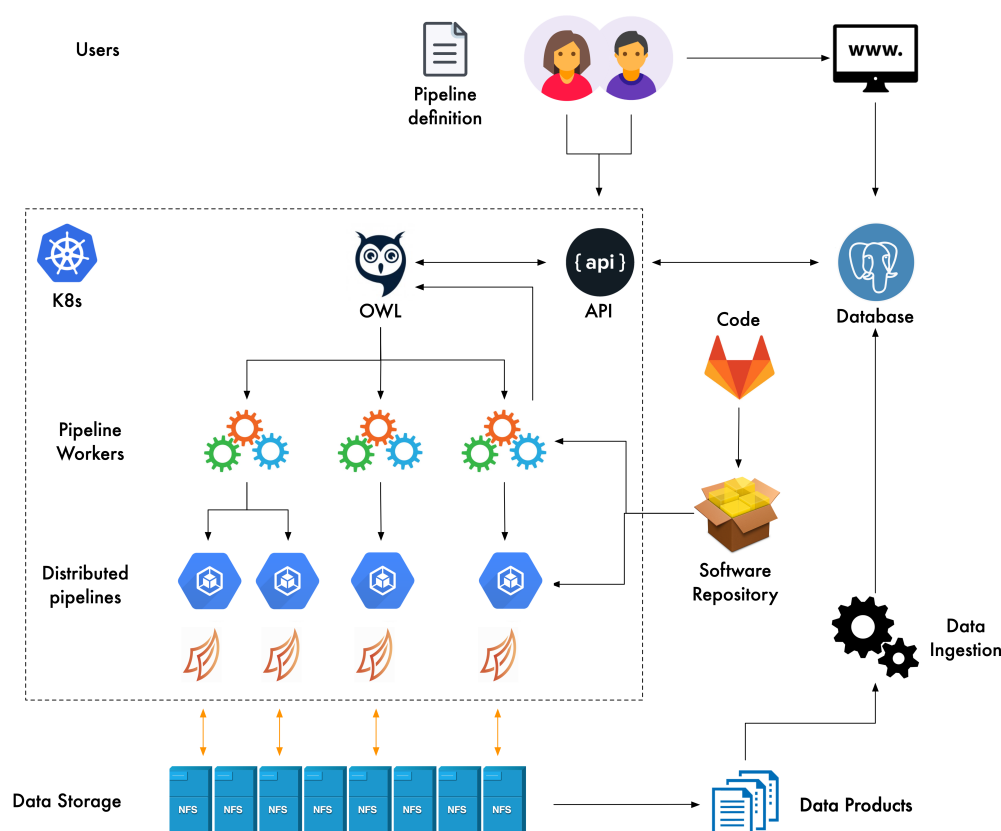 Users
Pipeline
definition
www.
K8s
OWL
{ api }
API
Database
Code
Pipeline
Workers
Distributed
pipelines
Software
Repository
Data
Ingestion
Data Storage
NFS
NFS
NFS
NFS
NFS
NFS
NFS
NFS
Data Products